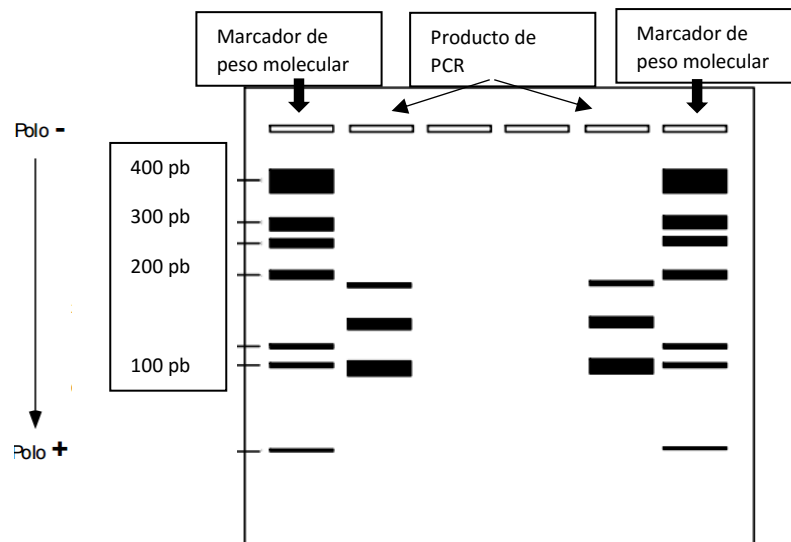 Marcador de
peso molecular
Producto de
PCR
Marcador de
peso molecular
Polo -
400 pb
300 pb
200 pb
100 pb
Polo +